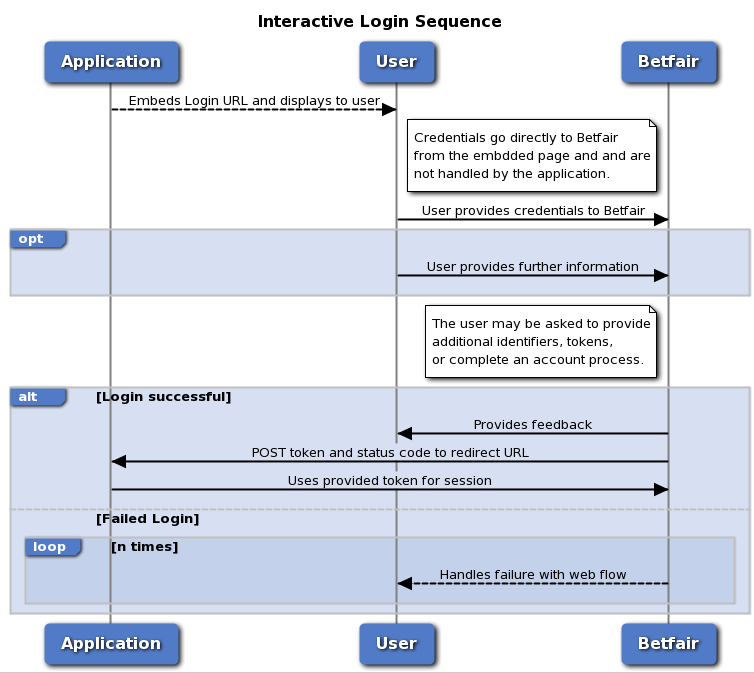 Interactive Login Sequence
Application
User
Betfair
Embeds Login URL and displays to user
Credentials go directly to Betfair
from the embdded page and and are
not handled by the application.
User provides credentials to Betfair
opt
User provides further information
The user may be asked to provide
additional identifiers, tokens,
or complete an account process.
alt
[Login successful]
Provides feedback
POST token and status code to redirect URL
Uses provided token for session
[Failed Login]
loop
[n times]
Handles failure with web flow
Application
User
Betfair